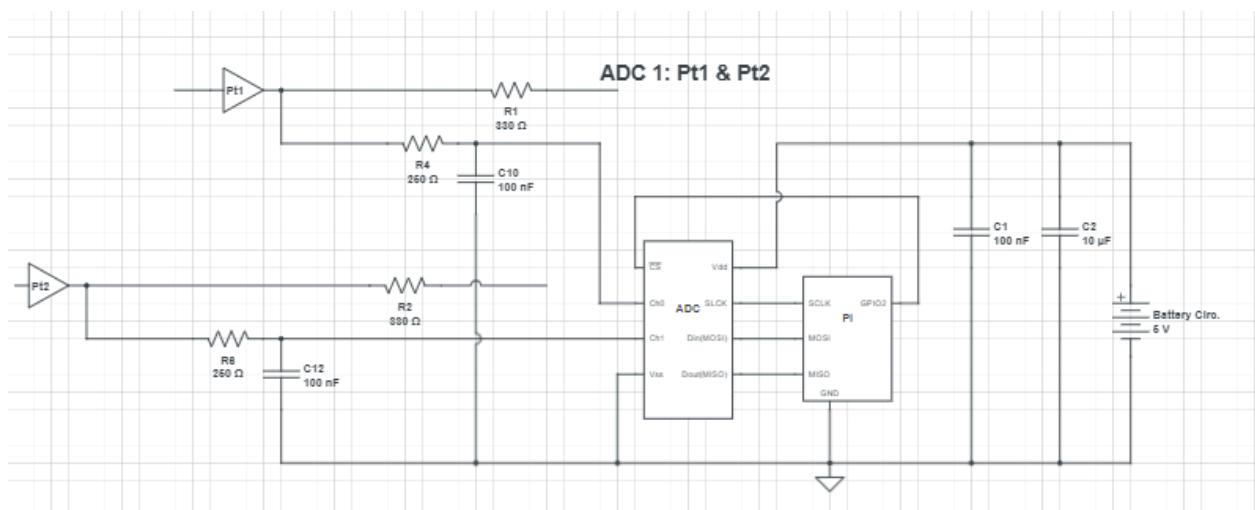 ADC 1: Pt1 & Pt2
Pt1
R1
330 Ω
R4
250 Ω
C10
100 nF
C1
100 nF
C2
10 µF
CS
Vdd
Pt2
R2
330 Ω
Ch0
ADC
SLCK
SCLK
GPIO2
PI
+
Battery Circ.
5 V
Ch1
Din(MOSI)
MOSI
R6
250 Ω
C12
100 nF
Vss
Dout(MISO)
MISO
GND